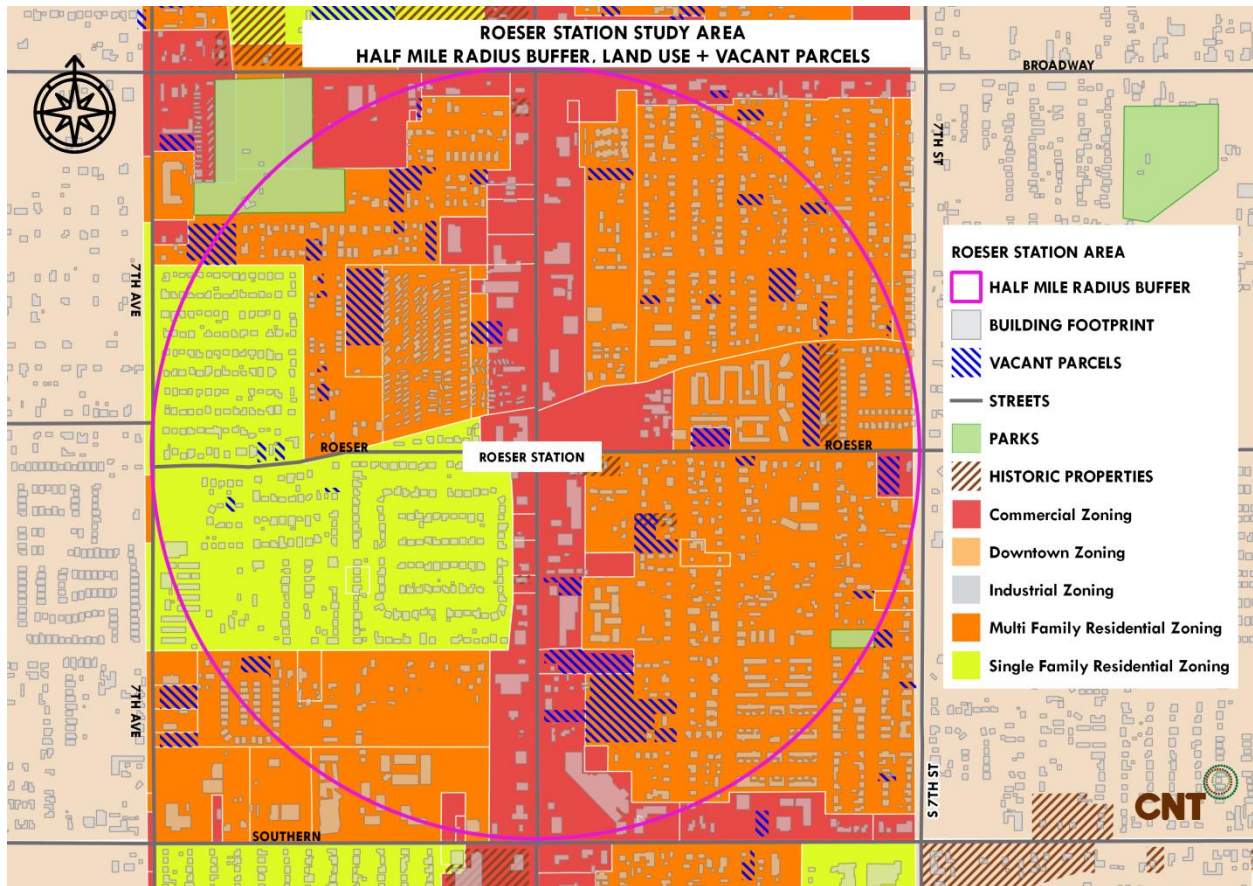 ROESER STATION STUDY AREA
HALF MILE RADIUS BUFFER, LAND USE + VACANT PARCELS
BROADWAY
7TH ST
7TH AVE
ROESER STATION AREA
HALF MILE RADIUS BUFFER
BUILDING FOOTPRINT
VACANT PARCELS
STREETS
PARKS
HISTORIC PROPERTIES
Commercial Zoning
Downtown Zoning
Industrial Zoning
Multi Family Residential Zoning
Single Family Residential Zoning
ROESER
ROESER STATION
ROESER
7TH AVE
S 7TH ST
SOUTHERN
CNT